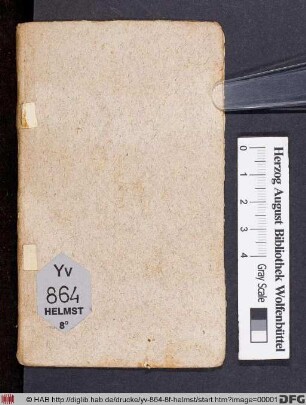 Yv
864
HELMST
8°
0
1
2
3
4
Herzog August Bibliothek Wolfenbüttel
Gray Scale
© HAB http://diglib.hab.de/drucke/yv-864-8f-helmst/start.htm?image=00001
DFG